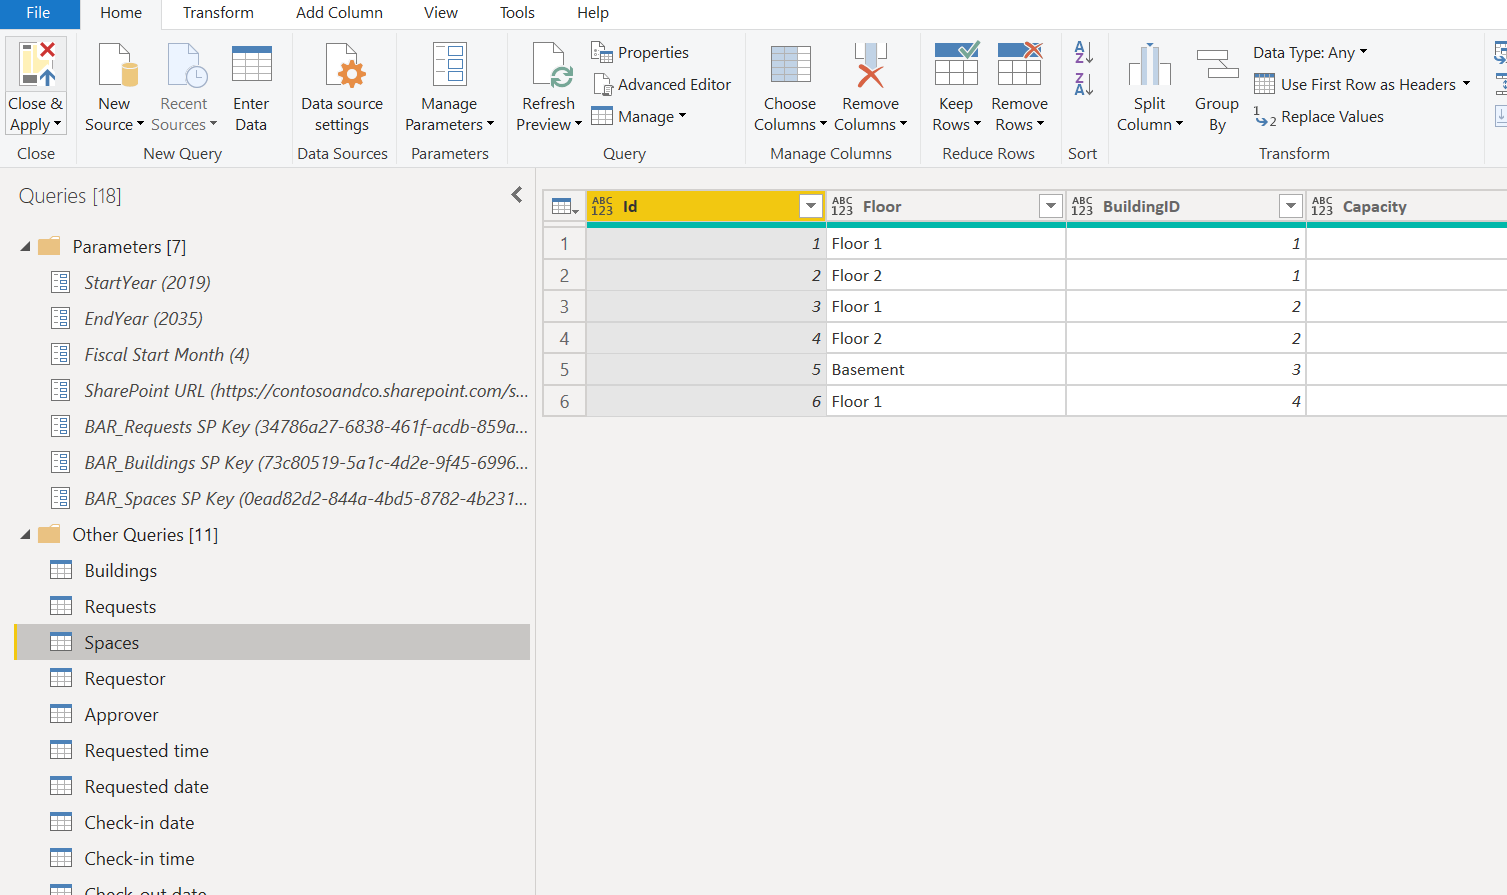 File Home Transform Add Column View Tools Help
Close & Apply
New Source
Recent Sources
Enter Data
Data source settings
Manage Parameters
Refresh Preview
Properties
Advanced Editor
Manage
Choose Columns
Remove Columns
Keep Rows
Remove Rows
A Z
Z A
Split Column
Group By
Data Type: Any
Use First Row as Headers
1 2 Replace Values
Close New Query Data Sources Parameters Query Manage Columns Reduce Rows Sort Transform
Queries [18]
Parameters [7]
StartYear (2019)
EndYear (2035)
Fiscal Start Month (4)
SharePoint URL (https://contosoandco.sharepoint.com/s...
BAR_Requests SP Key (34786a27-6838-461f-acdb-859a...
BAR_Buildings SP Key (73c80519-5a1c-4d2e-9f45-6996...
BAR_Spaces SP Key (0ead82d2-844a-4bd5-8782-4b231...
Other Queries [11]
Buildings
Requests
Spaces
Requestor
Approver
Requested time
Requested date
Check-in date
Check-in time
Check-out date
ABC 123 Id ABC 123 Floor ABC 123 BuildingID ABC 123 Capacity
1 1 Floor 1 1
2 2 Floor 2 1
3 3 Floor 1 2
4 4 Floor 2 2
5 5 Basement 3
6 6 Floor 1 4